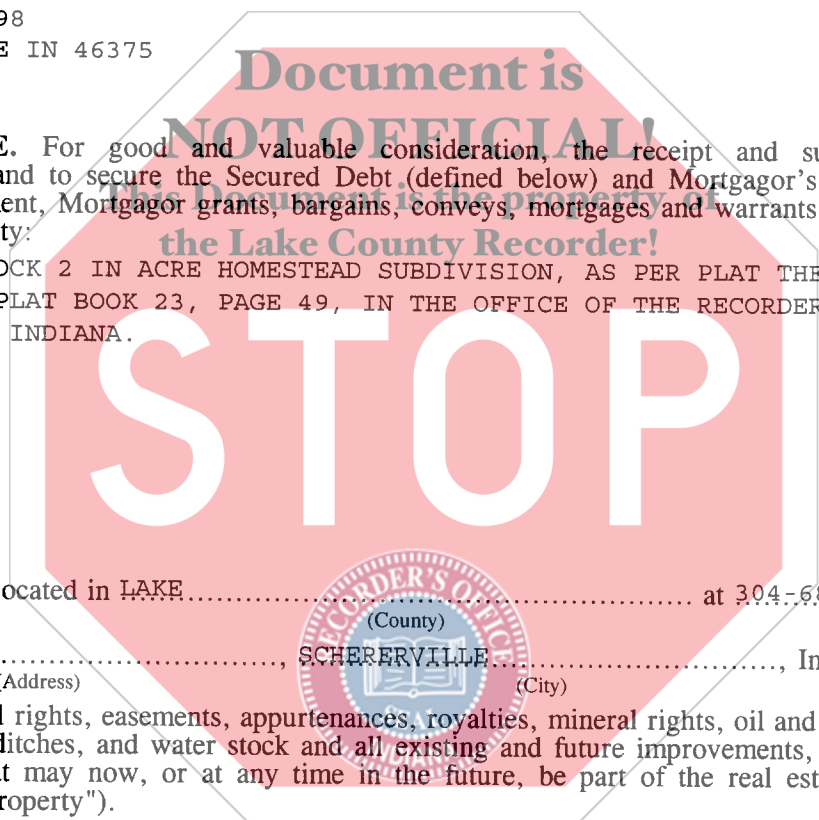 98
E IN 46375
Document is
NOT OFFICIAL!
E. For good and valuable consideration, the receipt and su
and to secure the Secured Debt (defined below) and Mortgagor's
This Document is the property of
ent, Mortgagor grants, bargains, conveys, mortgages and warrants
ty:
the Lake County Recorder!
OCK 2 IN ACRE HOMESTEAD SUBDIVISION, AS PER PLAT THE
PLAT BOOK 23, PAGE 49, IN THE OFFICE OF THE RECORDER
INDIANA.
STOP
ocated in LAKE at 304-68
(County)
RECORDER'S OFFICE
, SCHERERVILLE , In
(Address) (City)
SEAL
l rights, easements, appurtenances, royalties, mineral rights, oil and
ditches, and water stock and all existing and future improvements,
INDIANA
t may now, or at any time in the future, be part of the real est
roperty").